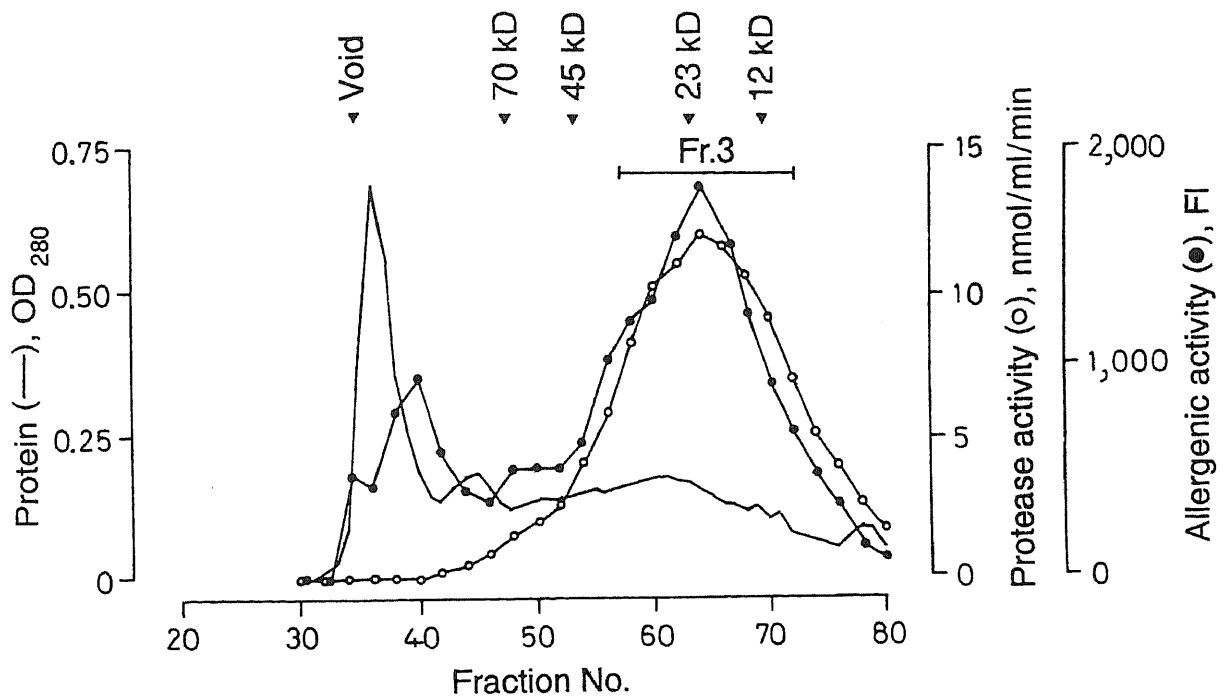 Void
70 kD
45 kD
23 kD
12 kD
Fr.3
0.75
0.50
0.25
0
Protein (—), OD280
15
10
5
0
Protease activity (○), nmol/ml/min
2,000
1,000
0
Allergenic activity (●), FI
20 30 40 50 60 70 80
Fraction No.